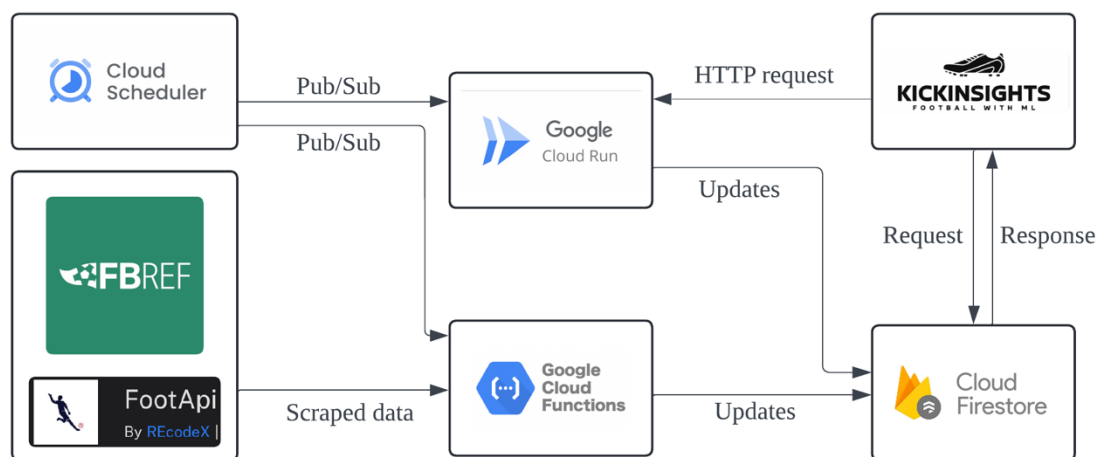 Cloud
Scheduler
Pub/Sub
Pub/Sub
Google
Cloud Run
HTTP request
KICKINSIGHTS
FOOTBALL WITH ML
Updates
Request
Response
FBREF
FootApi
By REcodeX |
Scraped data
Google
Cloud
Functions
Updates
Cloud
Firestore